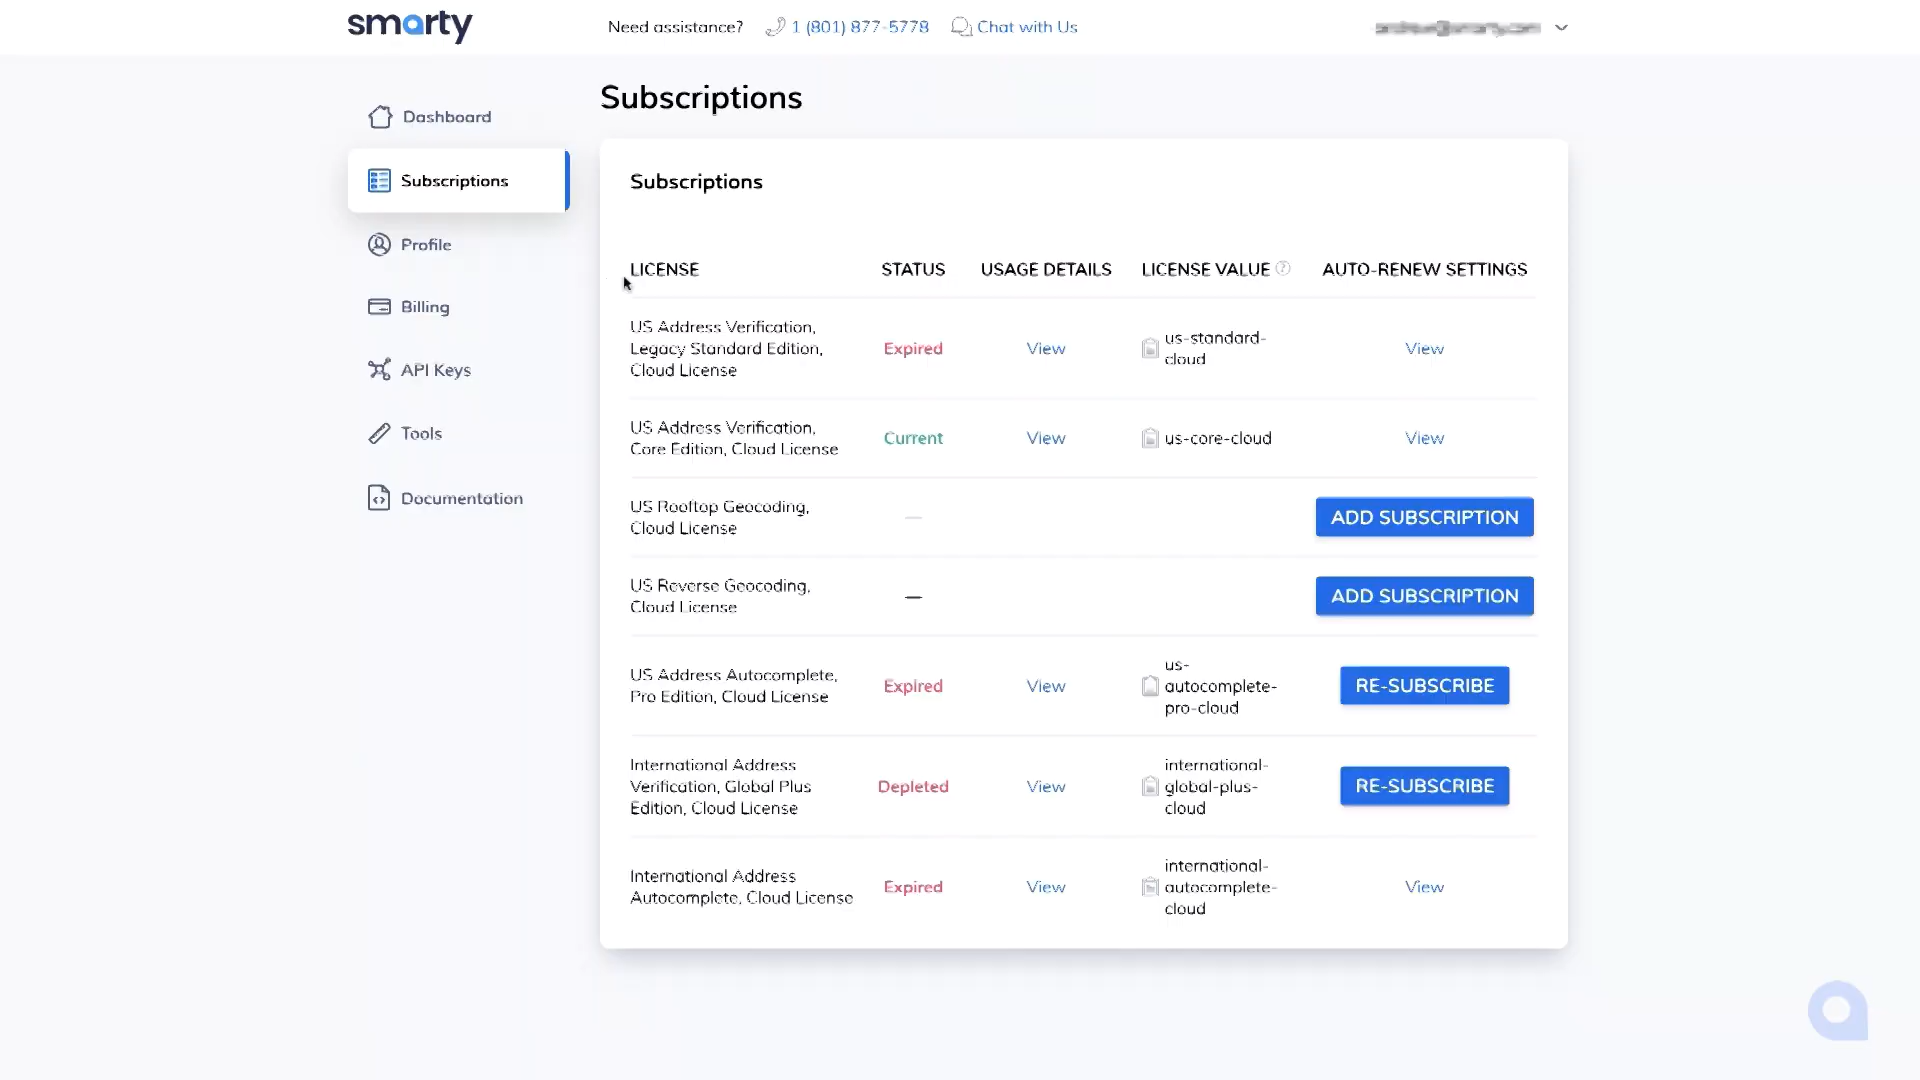 smarty
Need assistance? 1 (801) 877-5778 Chat with Us
Dashboard
Subscriptions
Profile
Billing
API Keys
Tools
Documentation
Subscriptions
Subscriptions
LICENSE STATUS USAGE DETAILS LICENSE VALUE AUTO-RENEW SETTINGS
US Address Verification,
Legacy Standard Edition,
Cloud License
Expired
View
us-standard-
cloud
View
US Address Verification,
Core Edition, Cloud License
Current
View
us-core-cloud
View
US Rooftop Geocoding,
Cloud License
—
ADD SUBSCRIPTION
US Reverse Geocoding,
Cloud License
—
ADD SUBSCRIPTION
US Address Autocomplete,
Pro Edition, Cloud License
Expired
View
us-
autocomplete-
pro-cloud
RE-SUBSCRIBE
International Address
Verification, Global Plus
Edition, Cloud License
Depleted
View
international-
global-plus-
cloud
RE-SUBSCRIBE
International Address
Autocomplete, Cloud License
Expired
View
international-
autocomplete-
cloud
View